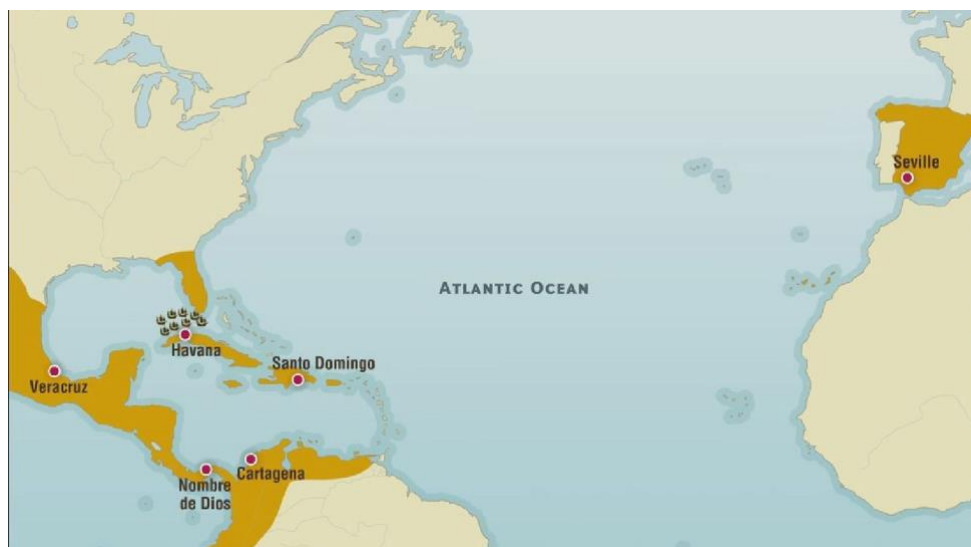 Seville
ATLANTIC OCEAN
Havana
Santo Domingo
Veracruz
Cartagena
Nombre
de Dios